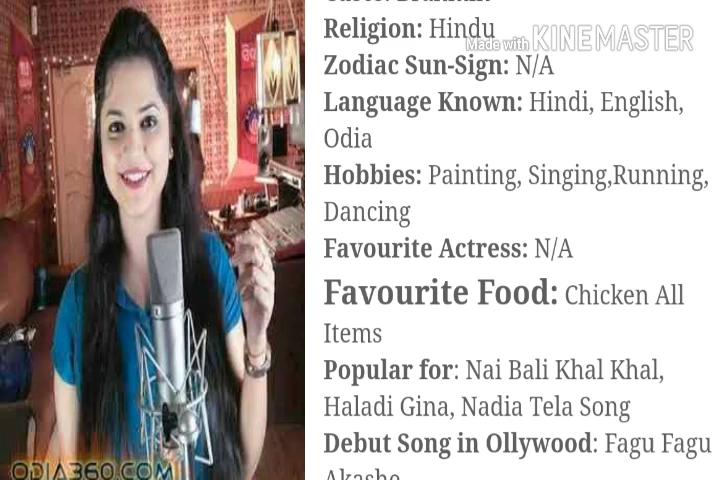 Religion: Hindu
Made with KINEMASTER
Zodiac Sun-Sign: N/A
Language Known: Hindi, English,
Odia
Hobbies: Painting, Singing,Running,
Dancing
Favourite Actress: N/A
Favourite Food: Chicken All
Items
Popular for: Nai Bali Khal Khal,
Haladi Gina, Nadia Tela Song
Debut Song in Ollywood: Fagu Fagu
Akashe
ODIA360.COM